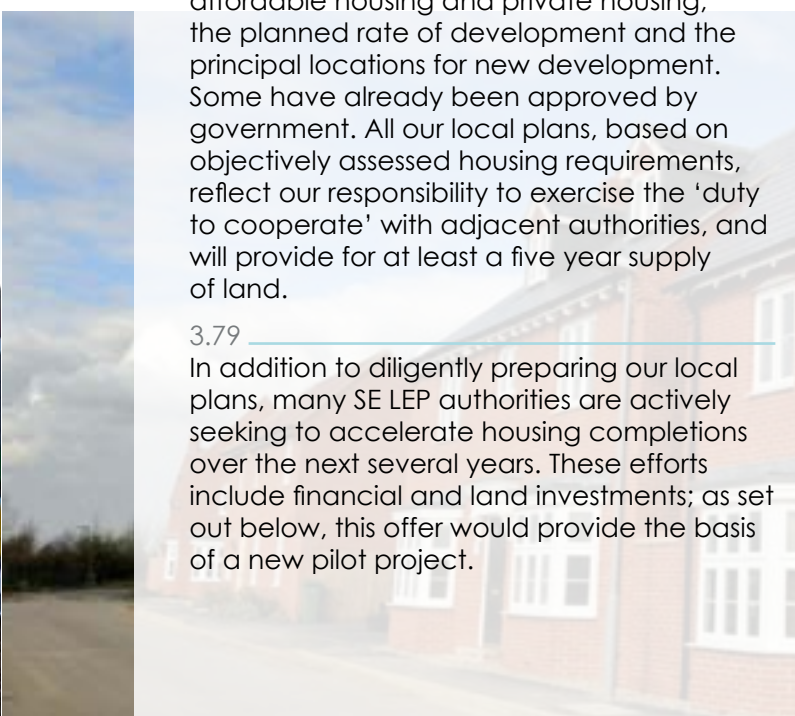 affordable housing and private housing,
the planned rate of development and the
principal locations for new development.
Some have already been approved by
government. All our local plans, based on
objectively assessed housing requirements,
reflect our responsibility to exercise the ‘duty
to cooperate’ with adjacent authorities, and
will provide for at least a five year supply
of land.
3.79
In addition to diligently preparing our local
plans, many SE LEP authorities are actively
seeking to accelerate housing completions
over the next several years. These efforts
include financial and land investments; as set
out below, this offer would provide the basis
of a new pilot project.